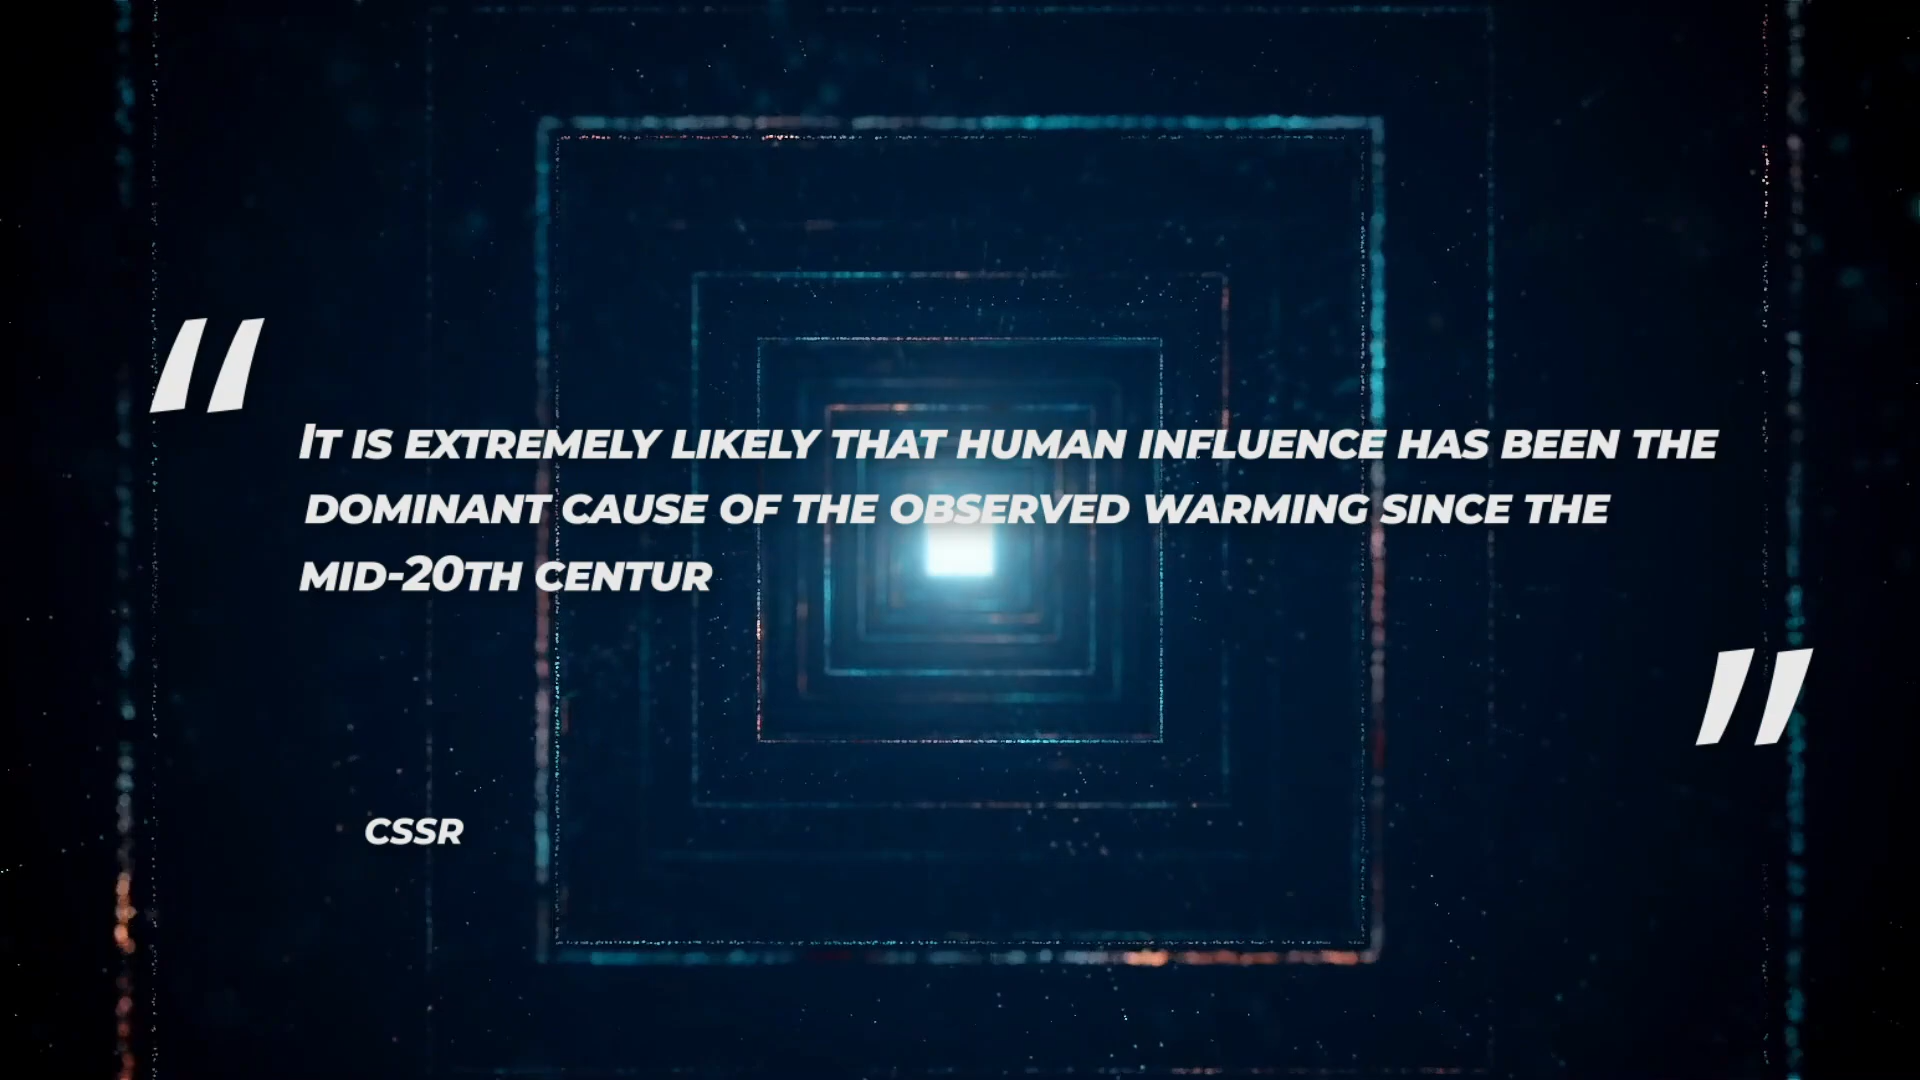 “
It is extremely likely that human influence has been the
dominant cause of the observed warming since the
mid-20th centur
”
CSSR